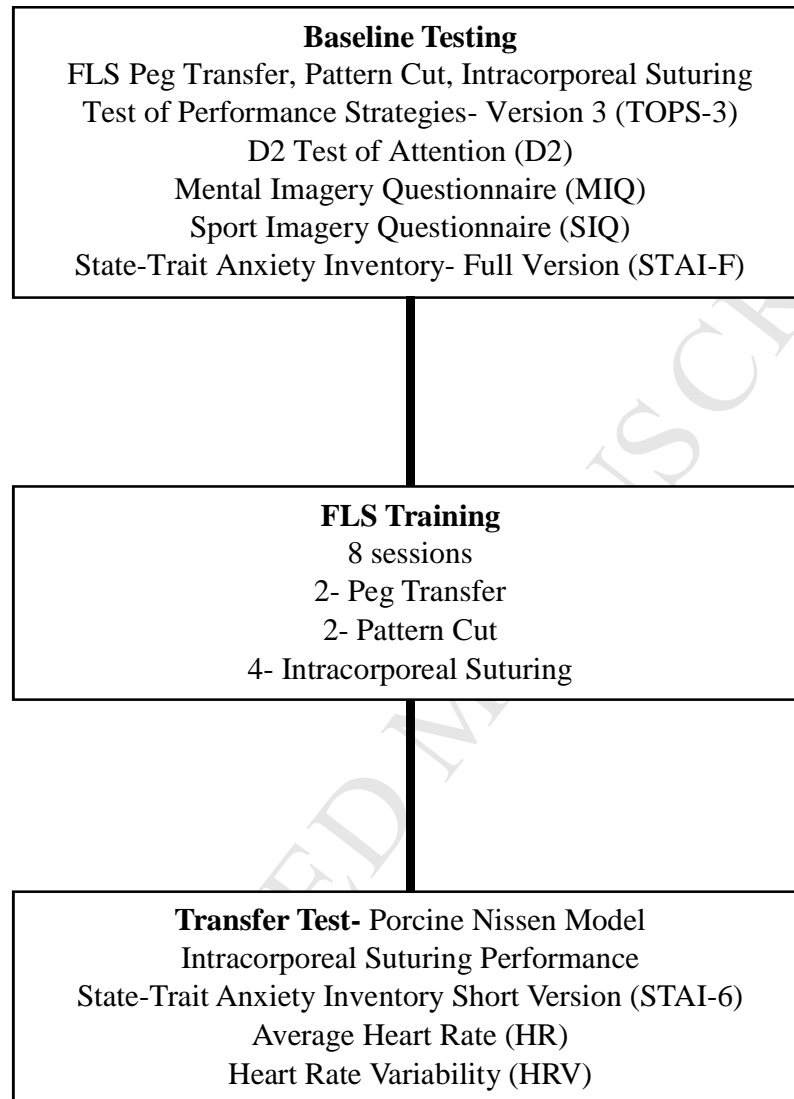 Baseline Testing
FLS Peg Transfer, Pattern Cut, Intracorporeal Suturing
Test of Performance Strategies- Version 3 (TOPS-3)
D2 Test of Attention (D2)
Mental Imagery Questionnaire (MIQ)
Sport Imagery Questionnaire (SIQ)
State-Trait Anxiety Inventory- Full Version (STAI-F)
FLS Training
8 sessions
2- Peg Transfer
2- Pattern Cut
4- Intracorporeal Suturing
Transfer Test- Porcine Nissen Model
Intracorporeal Suturing Performance
State-Trait Anxiety Inventory Short Version (STAI-6)
Average Heart Rate (HR)
Heart Rate Variability (HRV)